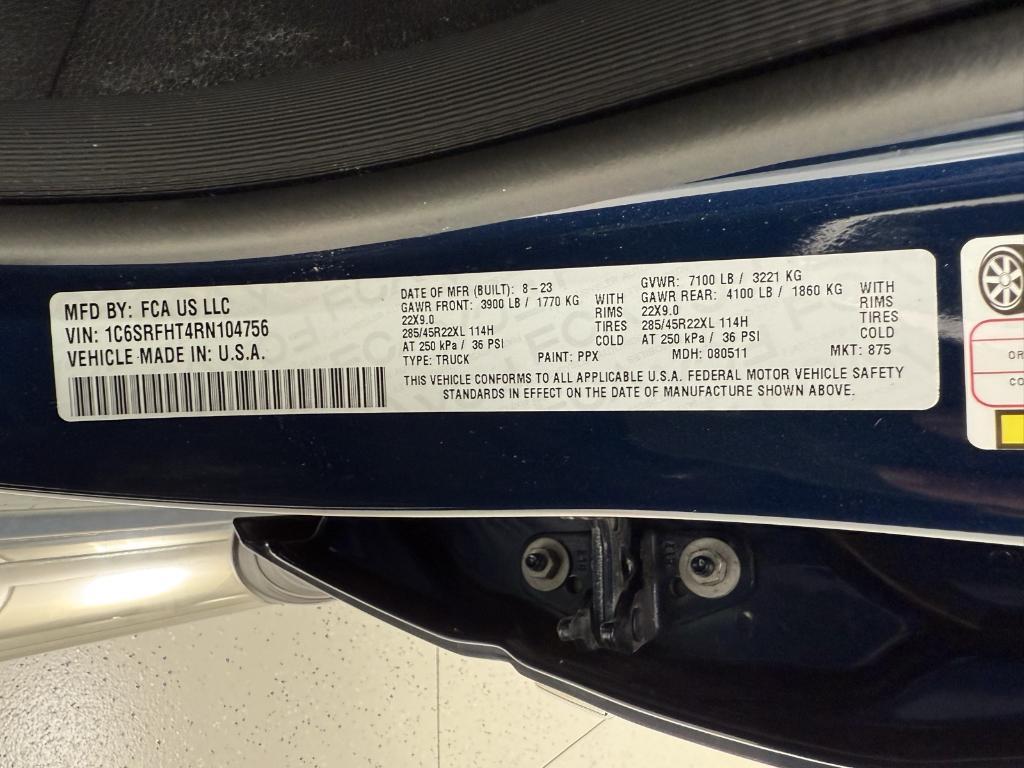 MFD BY: FCA US LLC
VIN: 1C6SRFHT4RN104756
VEHICLE MADE IN: U.S.A.
DATE OF MFR (BUILT): 8-23
GAWR FRONT: 3900 LB / 1770 KG WITH
22X9.0 RIMS
285/45R22XL 114H TIRES
AT 250 kPa / 36 PSI COLD
GVWR: 7100 LB / 3221 KG
GAWR REAR: 4100 LB / 1860 KG WITH
22X9.0 RIMS
285/45R22XL 114H TIRES
AT 250 kPa / 36 PSI COLD
TYPE: TRUCK PAINT: PPX MDH: 080511 MKT: 875
THIS VEHICLE CONFORMS TO ALL APPLICABLE U.S.A. FEDERAL MOTOR VEHICLE SAFETY
STANDARDS IN EFFECT ON THE DATE OF MANUFACTURE SHOWN ABOVE.